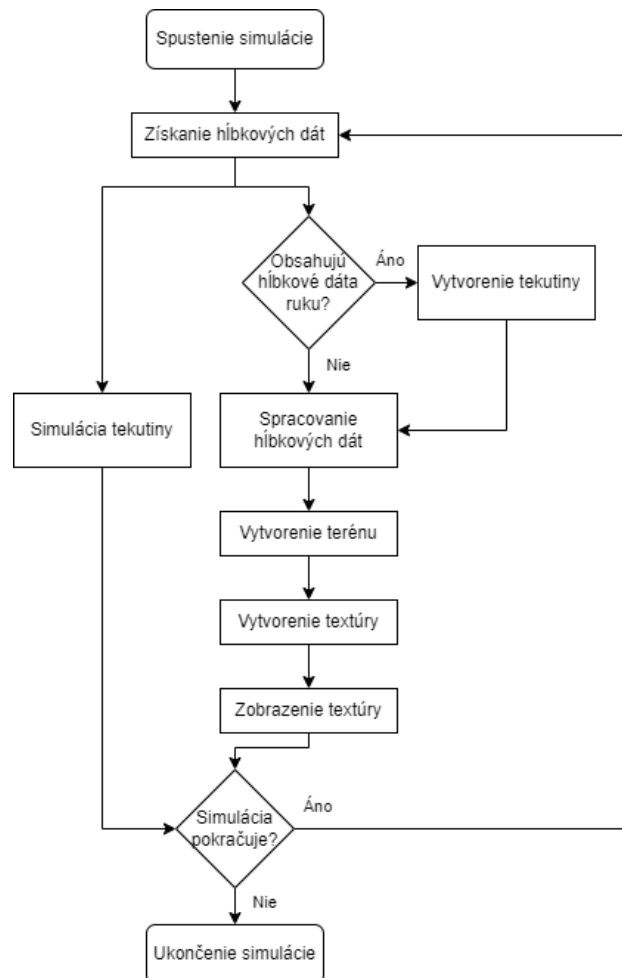 Spustenie simulácie
Získanie hĺbkových dát
Obsahujú
hĺbkové dáta
ruku?
Áno
Vytvorenie tekutiny
Nie
Simulácia tekutiny
Spracovanie
hĺbkových dát
Vytvorenie terénu
Vytvorenie textúry
Zobrazenie textúry
Simulácia
pokračuje?
Áno
Nie
Ukončenie simulácie